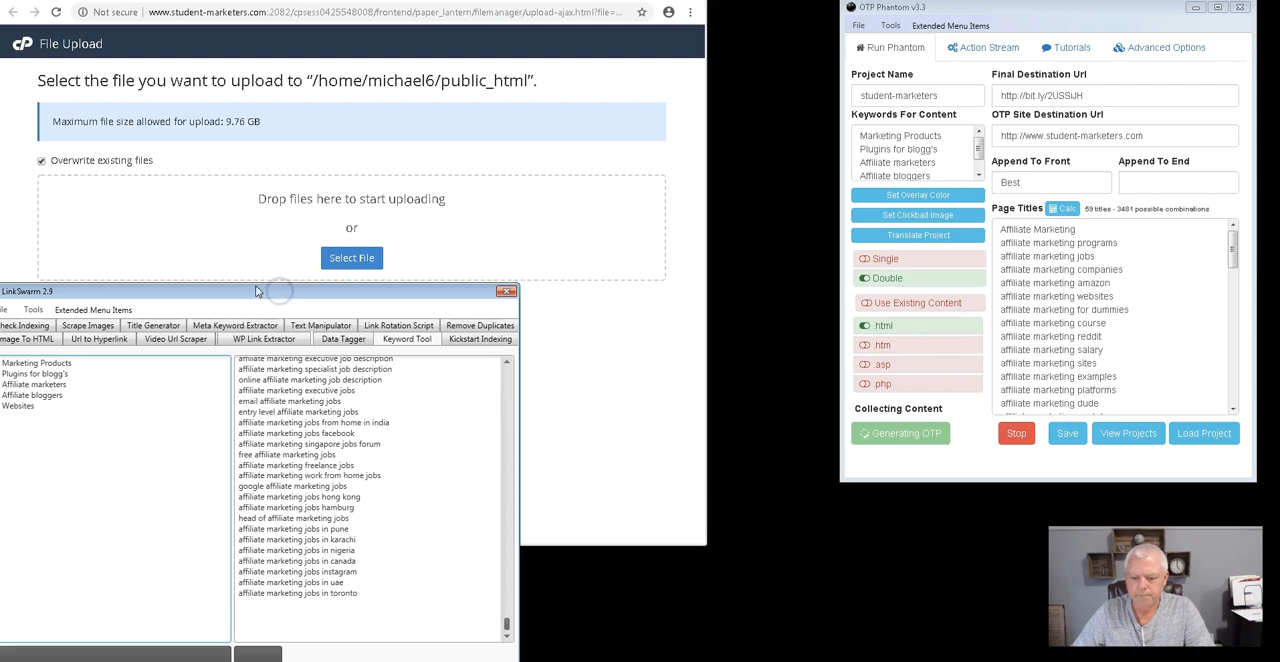 Not secure | www.student-marketers.com:2082/cpsess0425548008/frontend/paper_lantern/filemanager/upload-ajax.html?file=...
cP File Upload
Select the file you want to upload to “/home/michael6/public_html”.
Maximum file size allowed for upload: 9.76 GB
Overwrite existing files
Drop files here to start uploading
or
Select File
LinkSwarm 2.9
ile Tools Extended Menu Items
heck Indexing Scrape Images Title Generator Meta Keyword Extractor Text Manipulator Link Rotation Script Remove Duplicates
mage To HTML Url to Hyperlink Video Url Scraper WP Link Extractor Data Tagger Keyword Tool Kickstart Indexing
Marketing Products
Plugins for blogg's
Affiliate marketers
Affiliate bloggers
Websites
affiliate marketing executive job description
affiliate marketing specialist job description
online affiliate marketing job description
affiliate marketing executive jobs
email affiliate marketing jobs
entry level affiliate marketing jobs
affiliate marketing jobs from home in india
affiliate marketing jobs facebook
affiliate marketing singapore jobs forum
free affiliate marketing jobs
affiliate marketing freelance jobs
affiliate marketing work from home jobs
google affiliate marketing jobs
affiliate marketing jobs hong kong
affiliate marketing jobs hamburg
head of affiliate marketing jobs
affiliate marketing jobs in pune
affiliate marketing jobs in karachi
affiliate marketing jobs in nigeria
affiliate marketing jobs in canada
affiliate marketing jobs instagram
affiliate marketing jobs in uae
affiliate marketing jobs in toronto
OTP Phantom v3.3
File Tools Extended Menu Items
Run Phantom Action Stream Tutorials Advanced Options
Project Name
student-marketers
Final Destination Url
http://bit.ly/2USSiJH
Keywords For Content
Marketing Products
Plugins for blogg's
Affiliate marketers
Affiliate bloggers
OTP Site Destination Url
http://www.student-marketers.com
Append To Front Append To End
Best
Set Overlay Color
Set Clickbait Image
Translate Project
Page Titles Calc 59 titles - 3481 possible combinations
Affiliate Marketing
affiliate marketing programs
affiliate marketing jobs
affiliate marketing companies
affiliate marketing amazon
affiliate marketing websites
affiliate marketing for dummies
affiliate marketing course
affiliate marketing reddit
affiliate marketing salary
affiliate marketing sites
affiliate marketing examples
affiliate marketing platforms
affiliate marketing dude
Single
Double
Use Existing Content
.html
.htm
.asp
.php
Collecting Content
Generating OTP
Stop Save View Projects Load Project